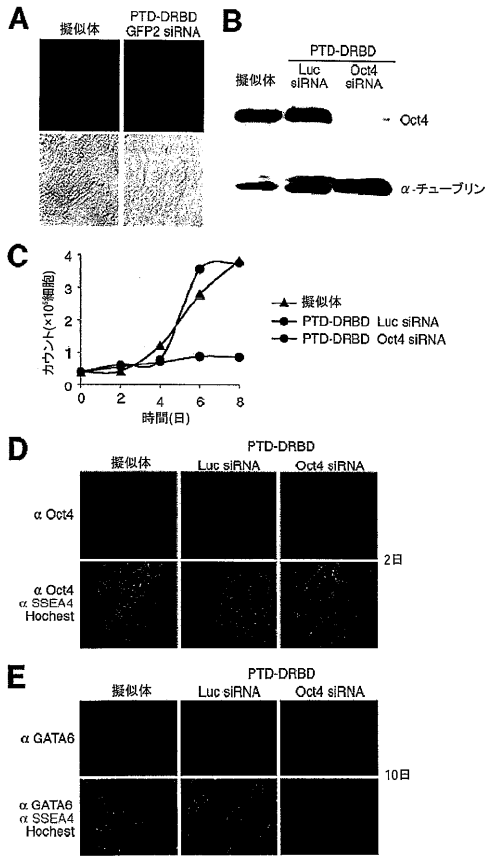 A
擬似体
PTD-DRBD
GFP2 siRNA
B
PTD-DRBD
擬似体
Luc
siRNA
Oct4
siRNA
Oct4
α-チューブリン
C
カウント(×10⁵細胞)
4
3
2
1
0
0 2 4 6 8
時間(日)
擬似体
PTD-DRBD Luc siRNA
PTD-DRBD Oct4 siRNA
D
PTD-DRBD
擬似体 Luc siRNA Oct4 siRNA
α Oct4
α Oct4
α SSEA4
Hochest
2日
E
PTD-DRBD
擬似体 Luc siRNA Oct4 siRNA
α GATA6
α GATA6
α SSEA4
Hochest
10日